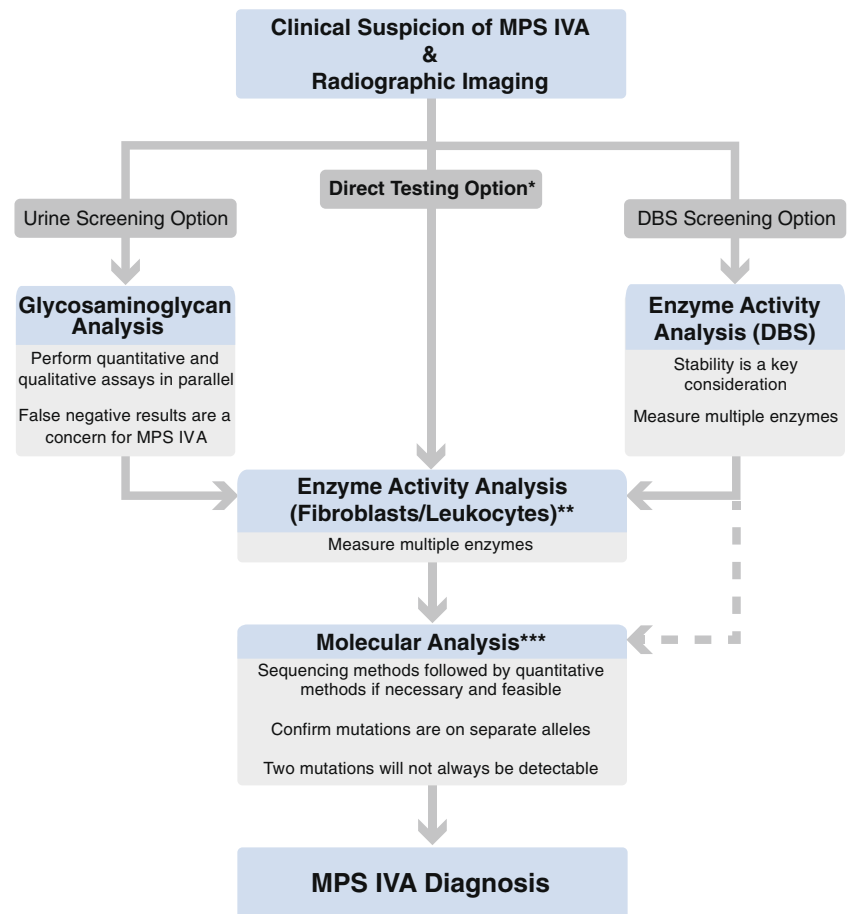 Clinical Suspicion of MPS IVA
&
Radiographic Imaging
Direct Testing Option*
Urine Screening Option
DBS Screening Option
Glycosaminoglycan
Analysis
Perform quantitative and
qualitative assays in parallel
False negative results are a
concern for MPS IVA
Enzyme Activity
Analysis (DBS)
Stability is a key
consideration
Measure multiple enzymes
Enzyme Activity Analysis
(Fibroblasts/Leukocytes)**
Measure multiple enzymes
Molecular Analysis***
Sequencing methods followed by quantitative
methods if necessary and feasible
Confirm mutations are on separate alleles
Two mutations will not always be detectable
MPS IVA Diagnosis